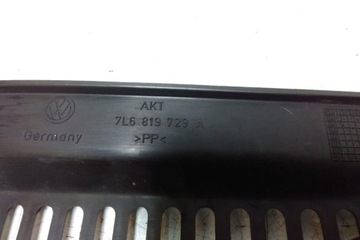 AKT
7L6 819 729 A
Germany
>PP<